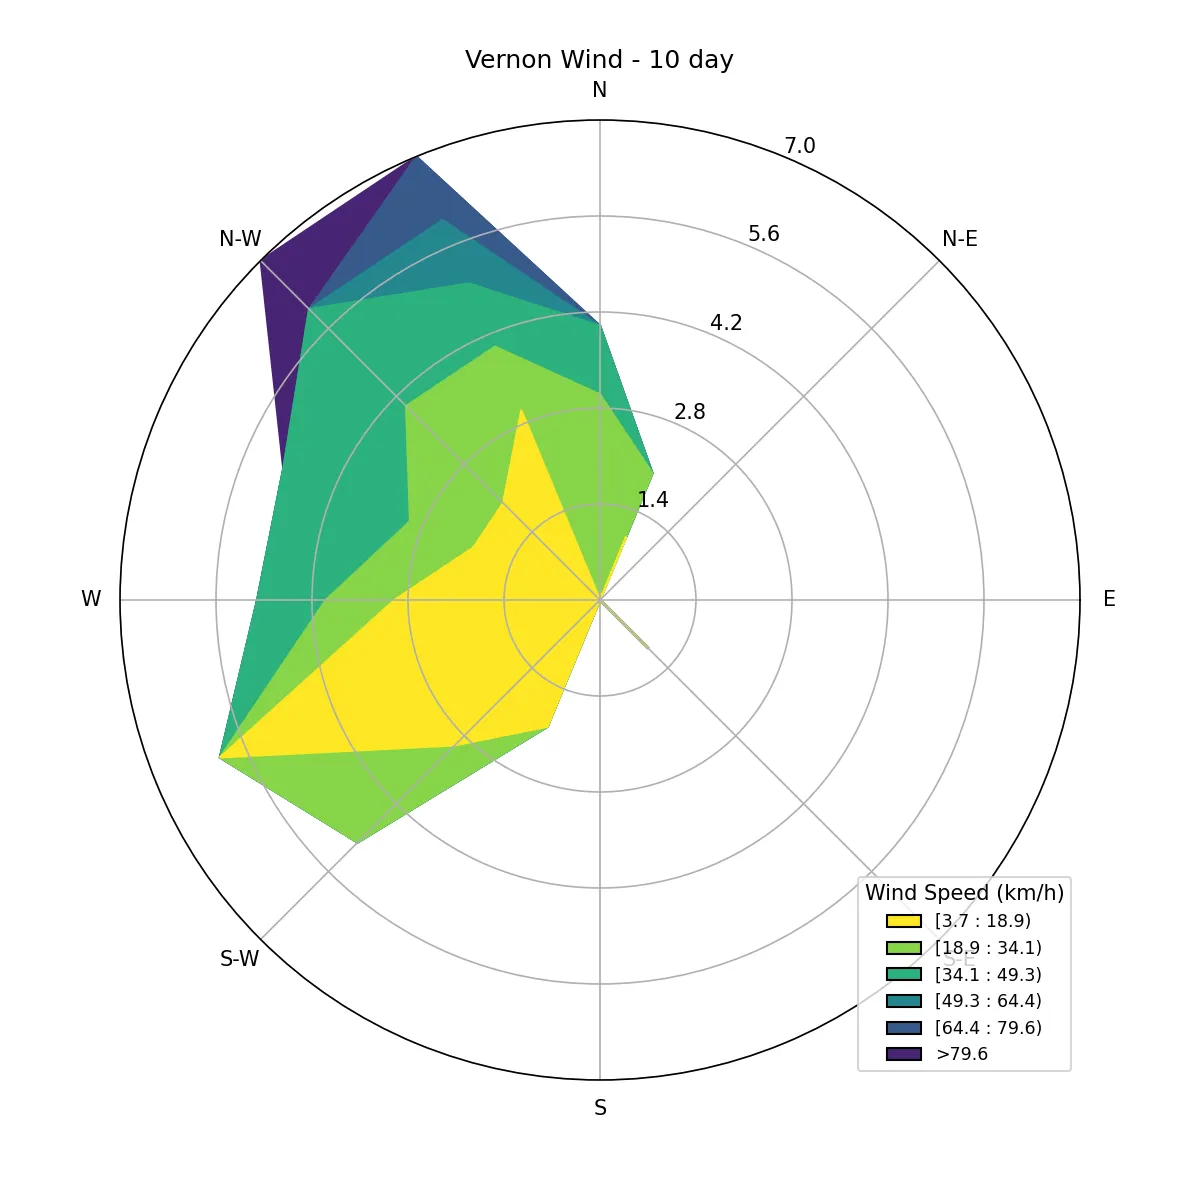 Vernon Wind - 10 day
N
7.0
5.6
N-W
N-E
4.2
2.8
1.4
W
E
S-W
S-E
S
Wind Speed (km/h)
[3.7 : 18.9)
[18.9 : 34.1)
[34.1 : 49.3)
[49.3 : 64.4)
[64.4 : 79.6)
>79.6